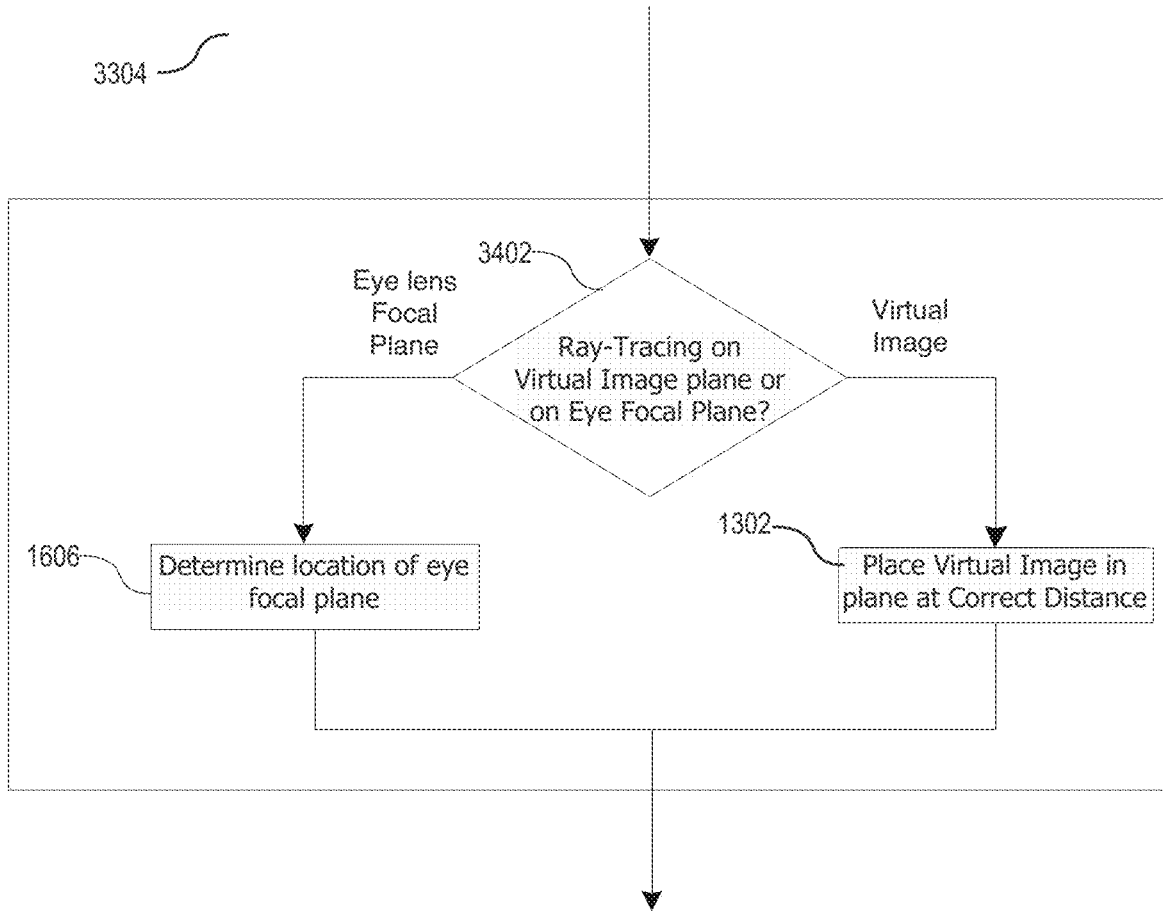 3304
3402
Eye lens
Focal
Plane
Virtual
Image
Ray-Tracing on
Virtual Image plane or
on Eye Focal Plane?
1606
Determine location of eye
focal plane
1302
Place Virtual Image in
plane at Correct Distance